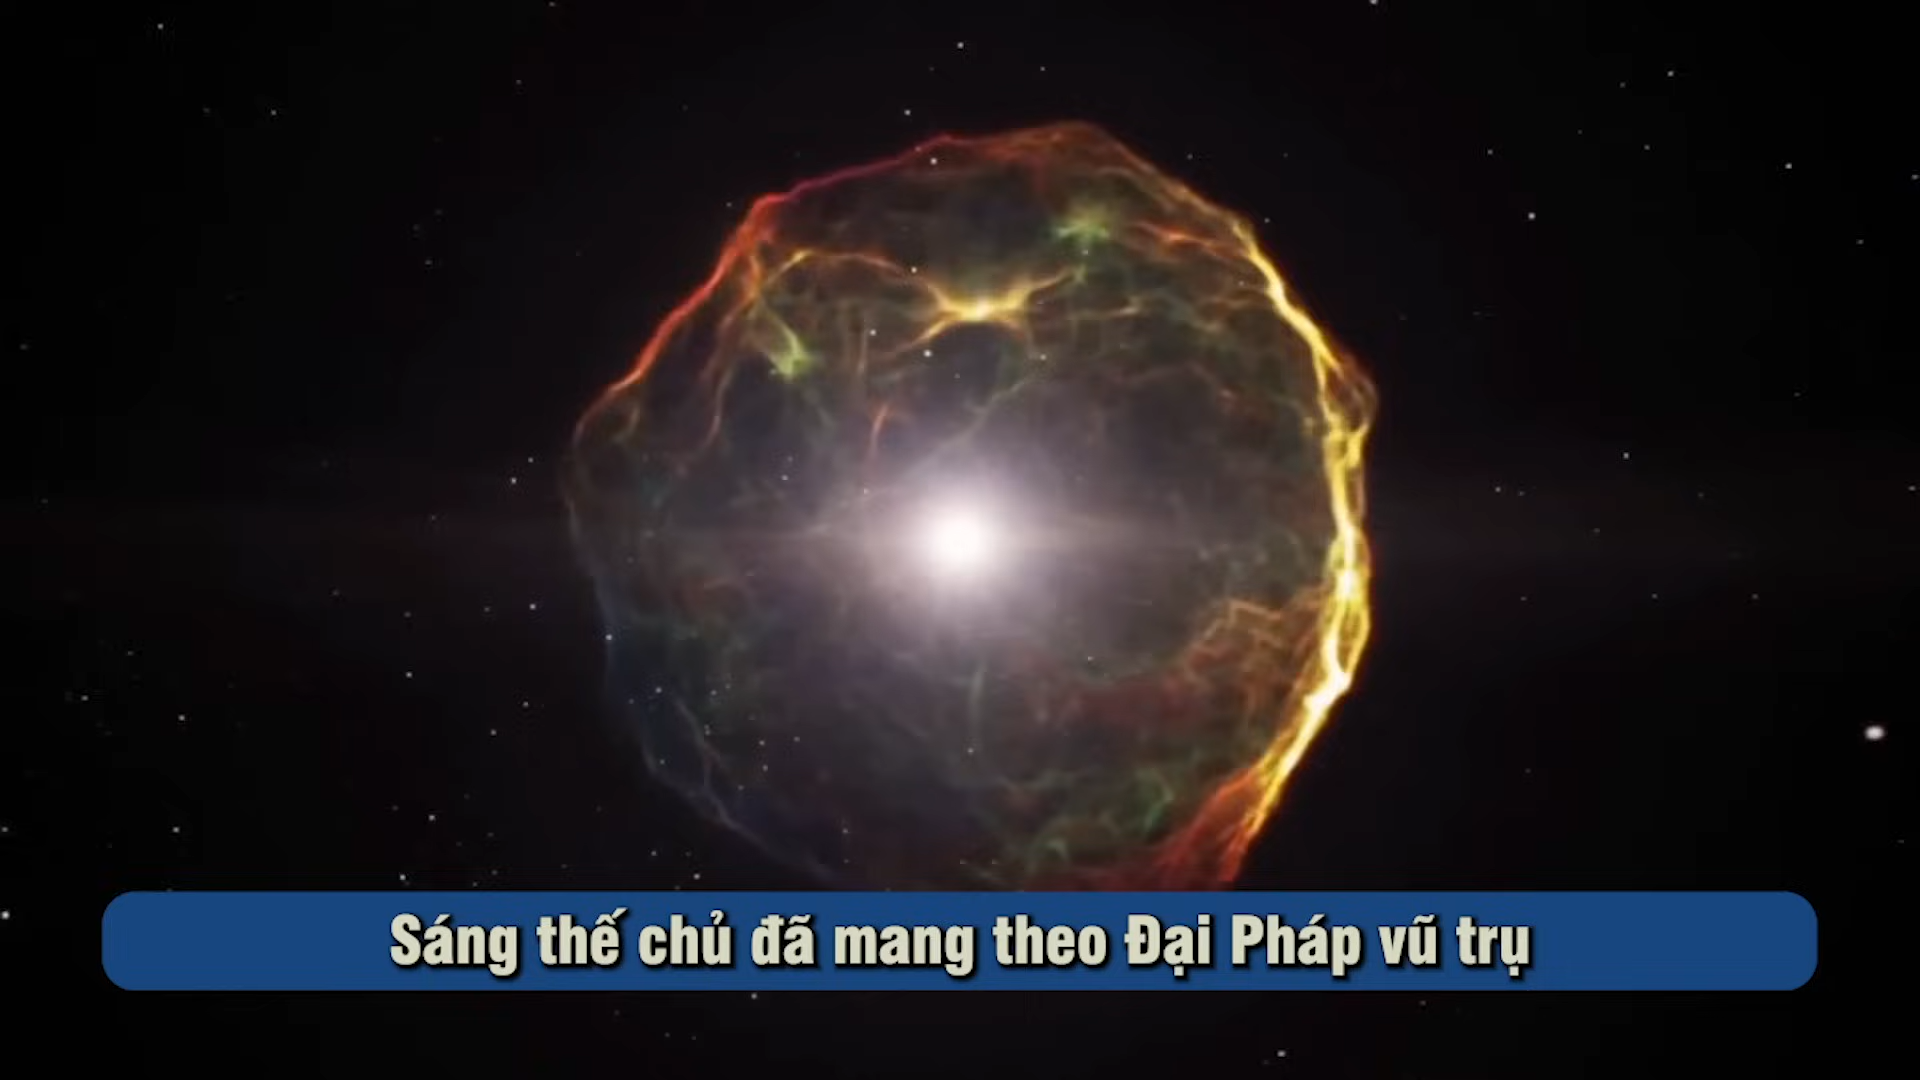 Sáng thế chủ đã mang theo Đại Pháp vũ trụ